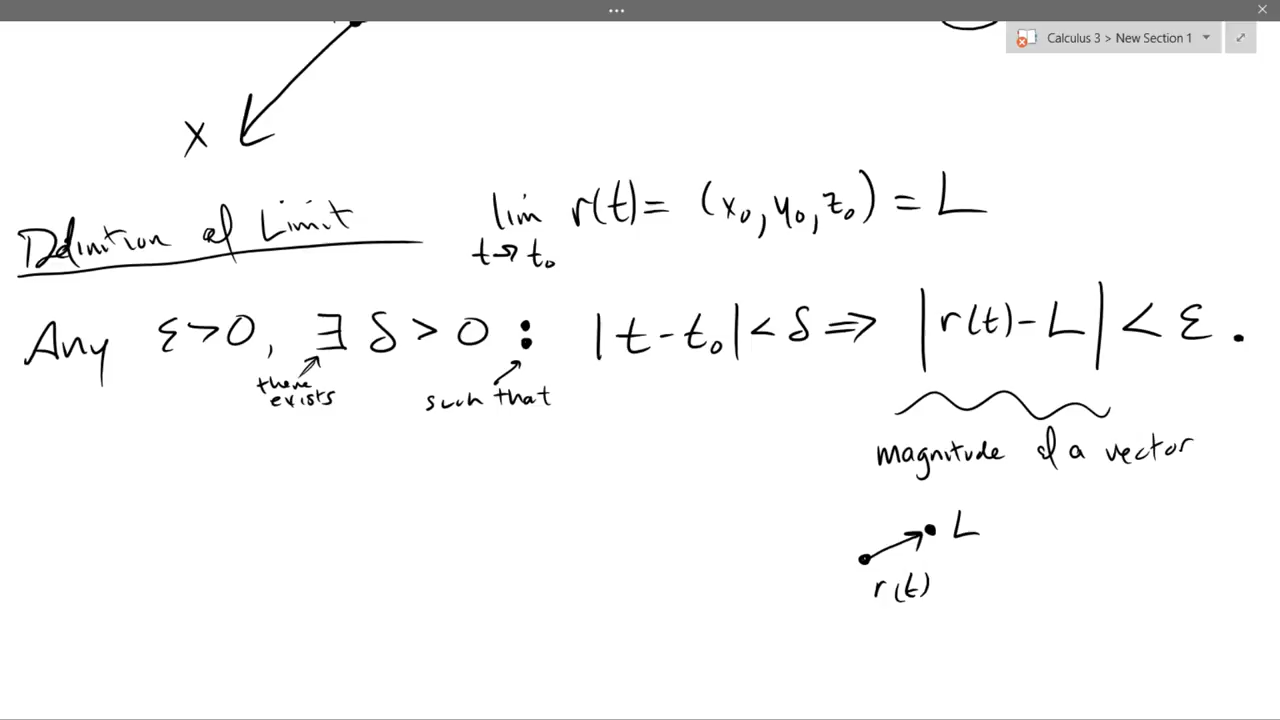 Calculus 3 > New Section 1
X
Definition of Limit
lim r(t) = (x₀, y₀, z₀) = L
t→t₀
Any ε>0, ∃ δ > 0 : |t - t₀| < δ ⇒ |r(t) - L| < ε.
there exists
such that
magnitude of a vector
L
r(t)